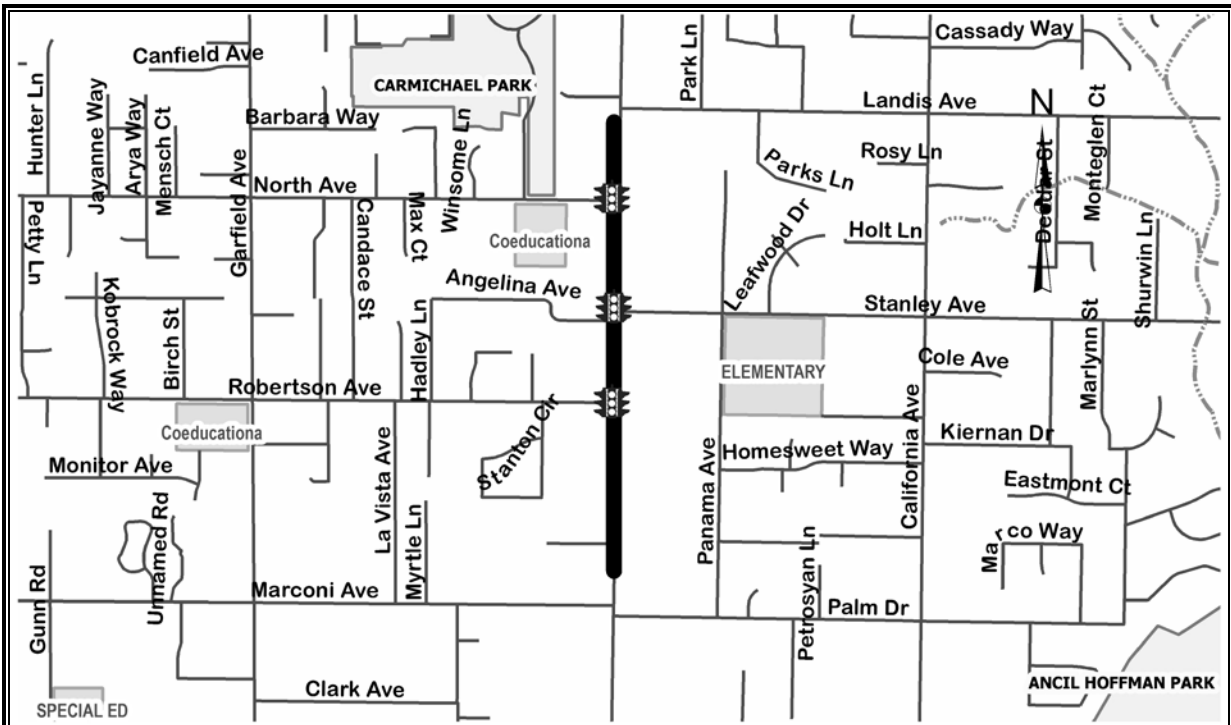 Cassady Way
Canfield Ave
CARMICHAEL PARK
Park Ln
Landis Ave
N
Hunter Ln
Jayanne Way
Arya Way
Mensch Ct
Barbara Way
Winsome Ln
Rosy Ln
Parks Ln
Deodar St
Monteglen Ct
Garfield Ave
North Ave
Petty Ln
Candace St
Max Ct
Coeducationa
Leafwood Dr
Holt Ln
Shurwin Ln
Angelina Ave
Stanley Ave
Kobrock Way
Birch St
Hadley Ln
Robertson Ave
ELEMENTARY
Cole Ave
Marlynn St
Coeducationa
Stanton Cir
California Ave
Kiernan Dr
Monitor Ave
La Vista Ave
Panama Ave
Homesweet Way
Eastmont Ct
Unnamed Rd
Myrtle Ln
Petrosyan Ln
Marco Way
Gunn Rd
Marconi Ave
Palm Dr
Clark Ave
SPECIAL ED
ANCIL HOFFMAN PARK